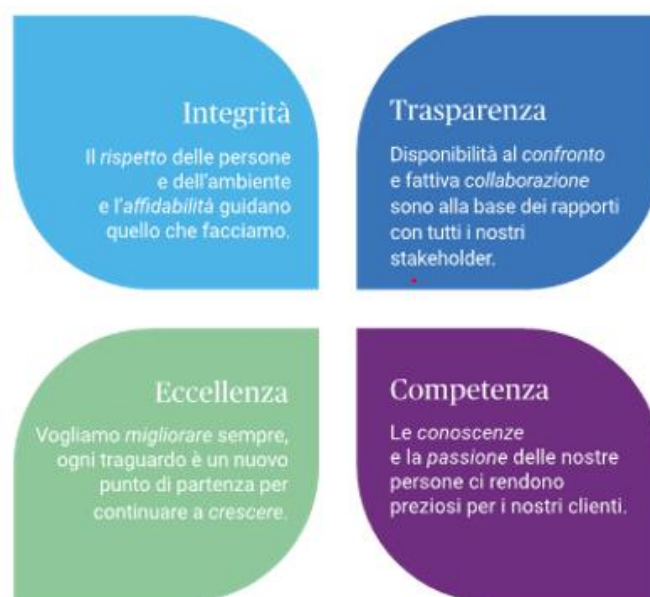 Integrità
Il rispetto delle persone
e dell'ambiente
e l'affidabilità guidano
quello che facciamo.
Trasparenza
Disponibilità al confronto
e fattiva collaborazione
sono alla base dei rapporti
con tutti i nostri
stakeholder.
Eccellenza
Vogliamo migliorare sempre,
ogni traguardo è un nuovo
punto di partenza per
continuare a crescere.
Competenza
Le conoscenze
e la passione delle nostre
persone ci rendono
preziosi per i nostri clienti.